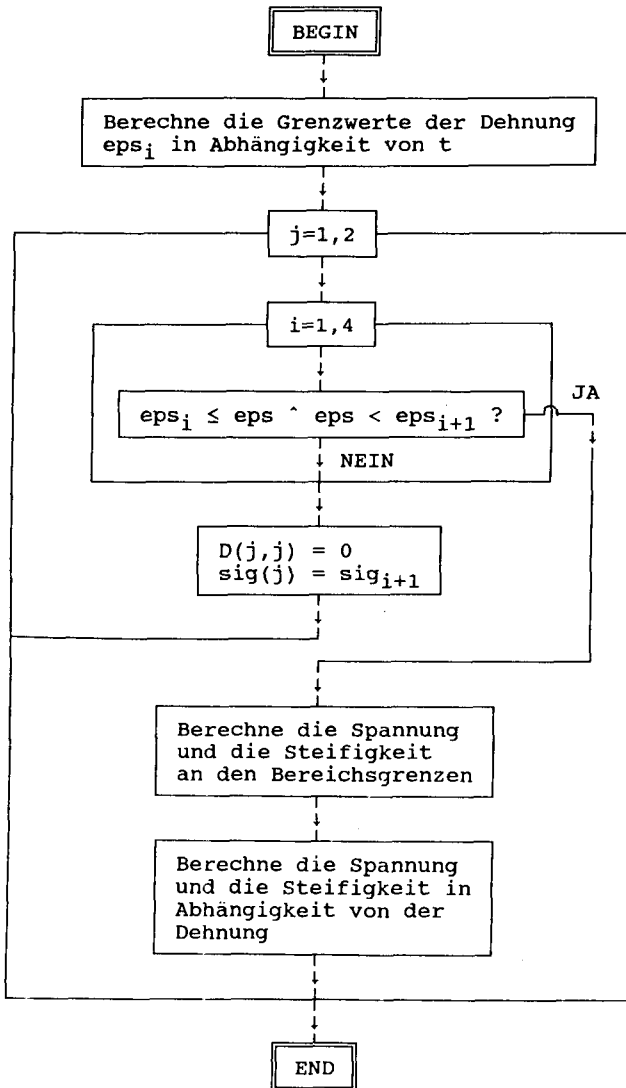 BEGIN
Berechne die Grenzwerte der Dehnung
eps_i in Abhängigkeit von t
j=1,2
i=1,4
eps_i ≤ eps ^ eps < eps_{i+1} ?
JA
NEIN
D(j,j) = 0
sig(j) = sig_{i+1}
Berechne die Spannung
und die Steifigkeit
an den Bereichsgrenzen
Berechne die Spannung
und die Steifigkeit in
Abhängigkeit von der
Dehnung
END